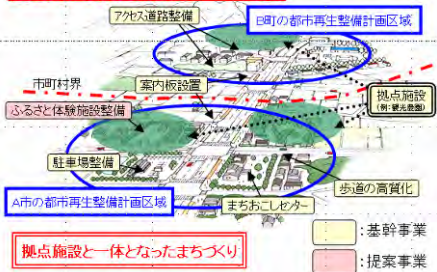 アクセス道路整備
B町の都市再生整備計画区域
市町村界
案内板設置
ふるさと体験施設整備
拠点施設
(例:観光農園)
駐車場整備
歩道の高質化
A市の都市再生整備計画区域
まちおこしセンター
拠点施設と一体となったまちづくり
:基幹事業
:提案事業